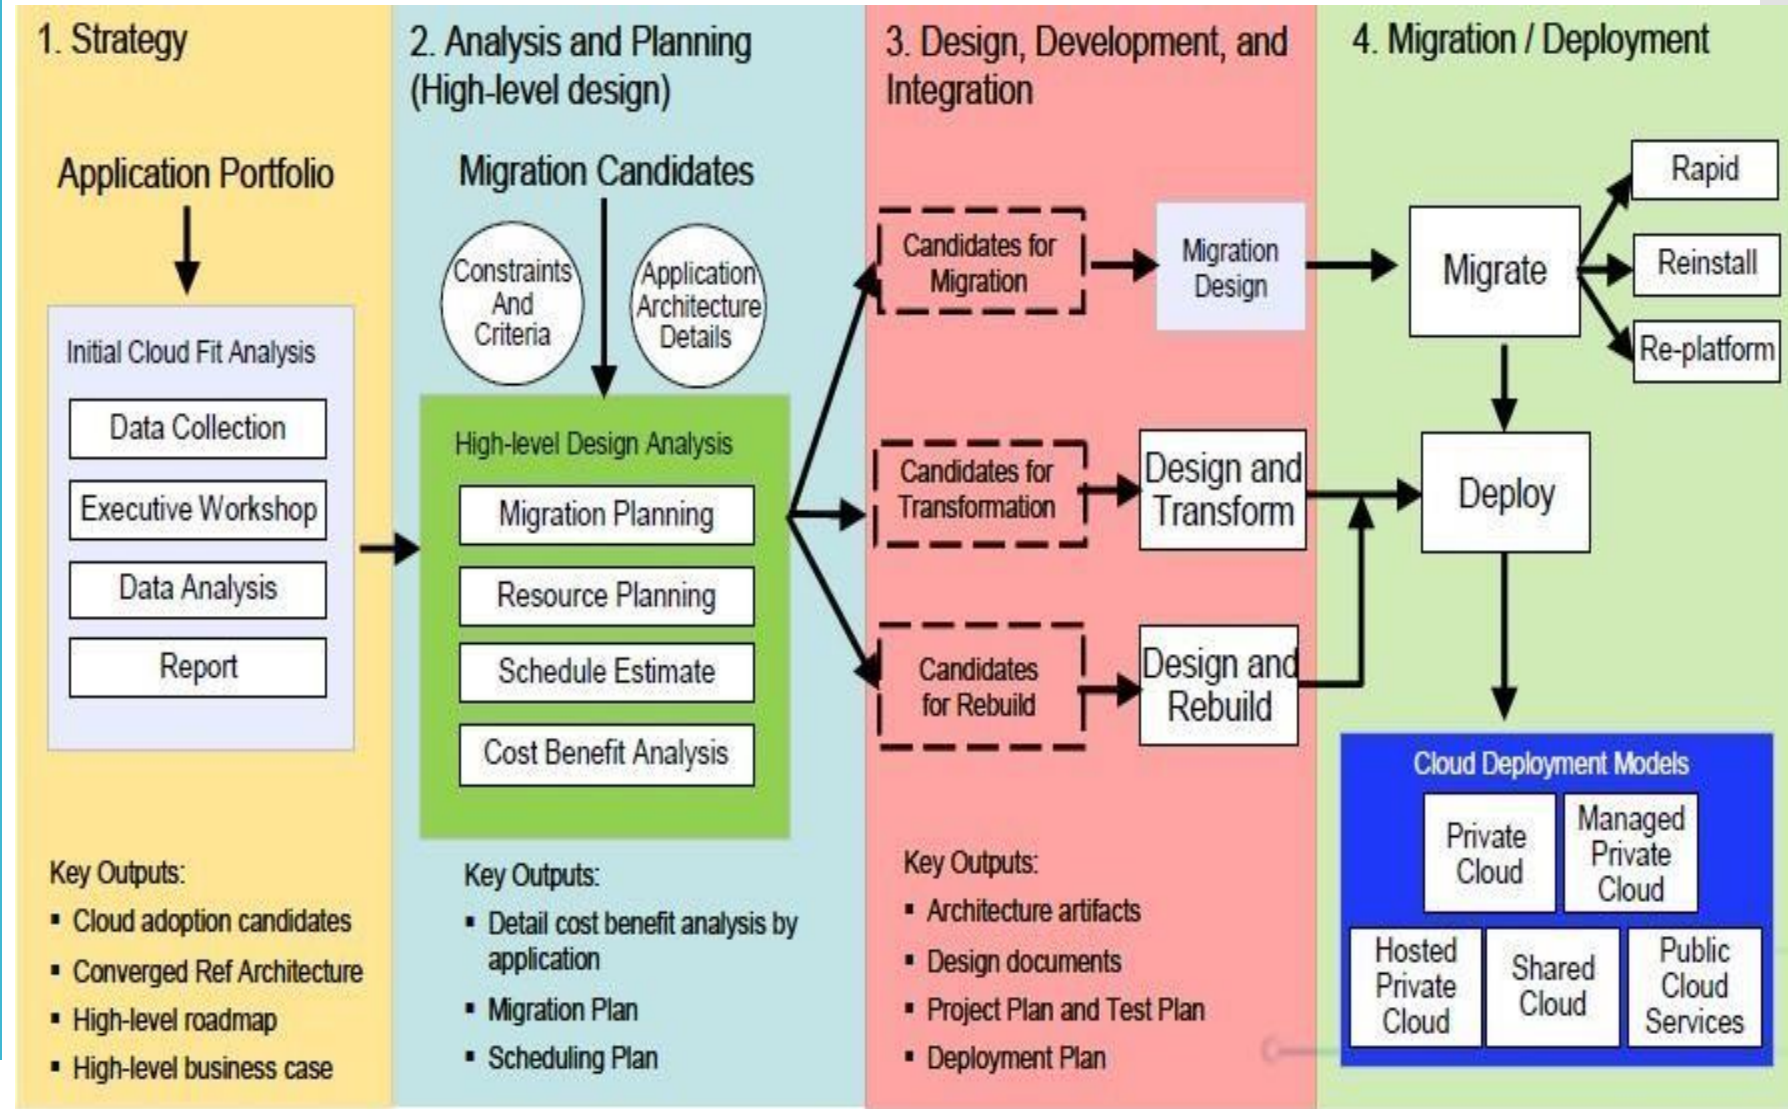 1. Strategy
Application Portfolio
Initial Cloud Fit Analysis
Data Collection
Executive Workshop
Data Analysis
Report
Key Outputs:
▪ Cloud adoption candidates
▪ Converged Ref Architecture
▪ High-level roadmap
▪ High-level business case
2. Analysis and Planning
(High-level design)
Migration Candidates
Constraints
And
Criteria
Application
Architecture
Details
High-level Design Analysis
Migration Planning
Resource Planning
Schedule Estimate
Cost Benefit Analysis
Key Outputs:
▪ Detail cost benefit analysis by
application
▪ Migration Plan
▪ Scheduling Plan
3. Design, Development, and
Integration
Candidates for
Migration
Migration
Design
Candidates for
Transformation
Design and
Transform
Candidates
for Rebuild
Design and
Rebuild
Key Outputs:
▪ Architecture artifacts
▪ Design documents
▪ Project Plan and Test Plan
▪ Deployment Plan
4. Migration / Deployment
Migrate
Rapid
Reinstall
Re-platform
Deploy
Cloud Deployment Models
Private
Cloud
Managed
Private
Cloud
Hosted
Private
Cloud
Shared
Cloud
Public
Cloud
Services